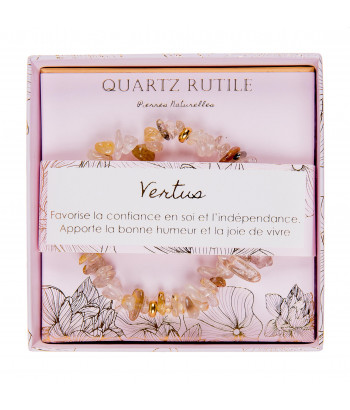 QUARTZ RUTILE
Pierres Naturelles
Vertus
Favorise la confiance en soi et l'indépendance.
Apporte la bonne humeur et la joie de vivre